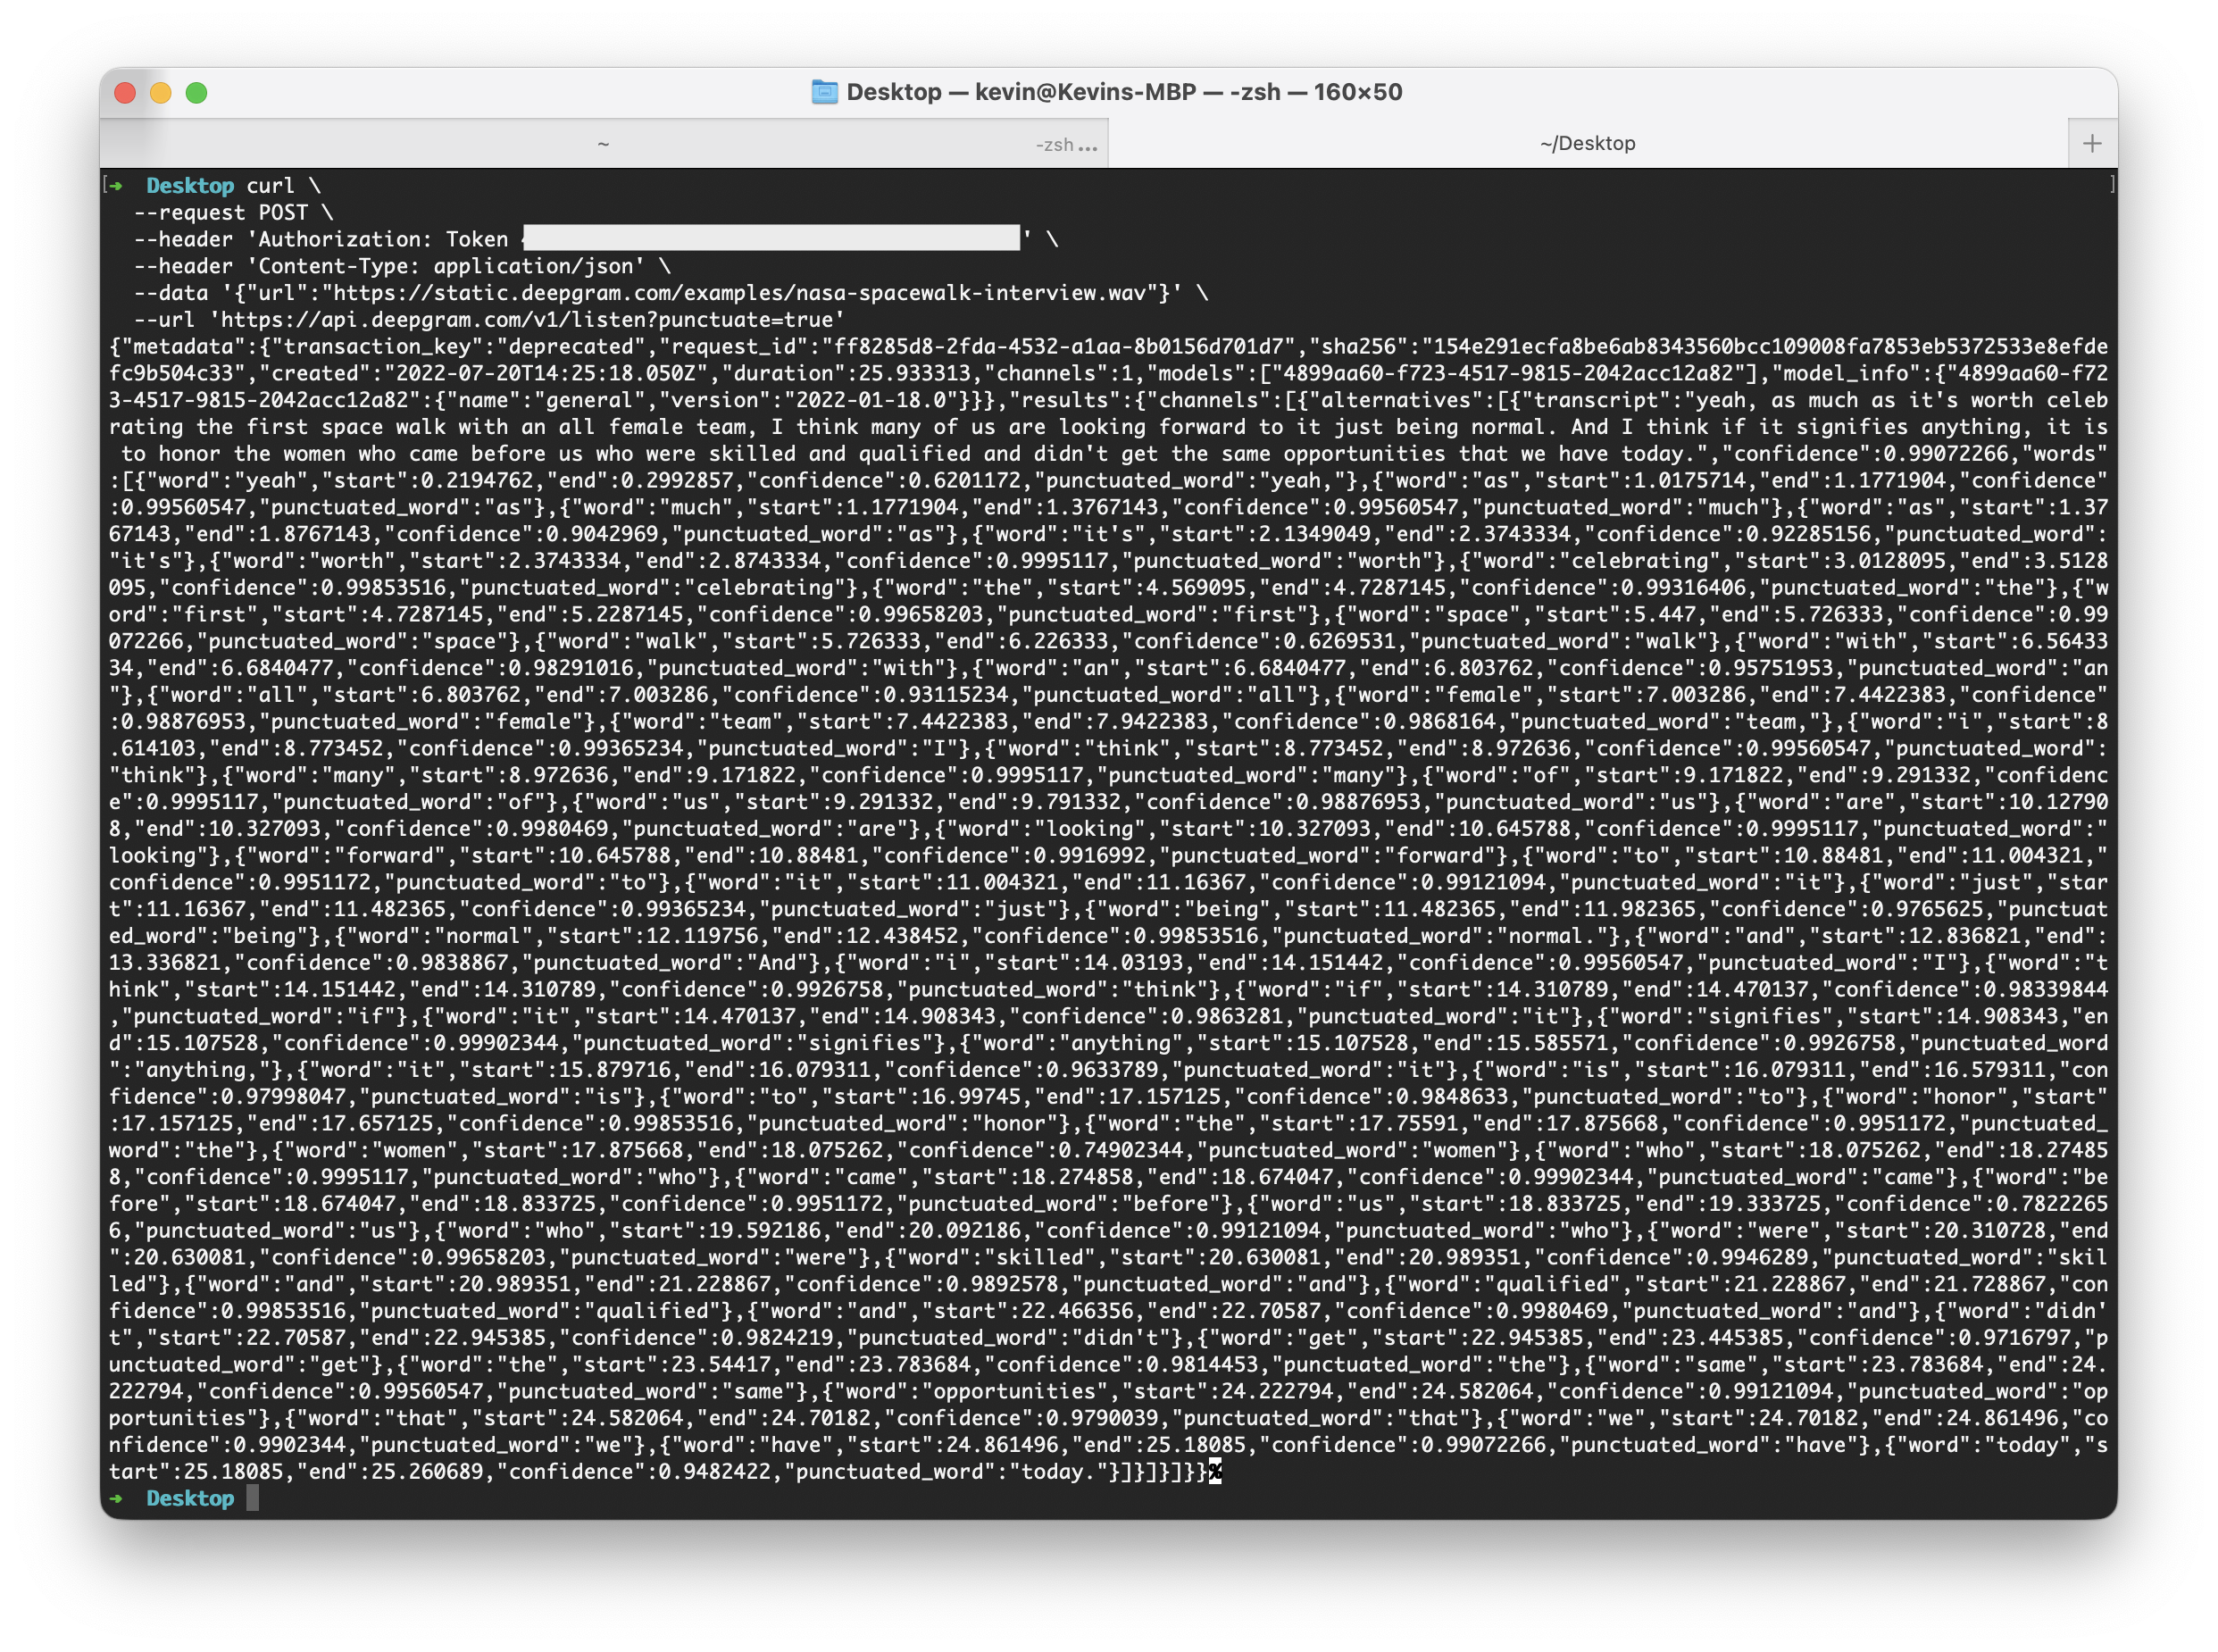 Desktop — kevin@Kevins-MBP — -zsh — 160×50
~ -zsh ... ~/Desktop +
[➜ Desktop curl \ ]
--request POST \
--header 'Authorization: Token ' \
--header 'Content-Type: application/json' \
--data '{"url":"https://static.deepgram.com/examples/nasa-spacewalk-interview.wav"}' \
--url 'https://api.deepgram.com/v1/listen?punctuate=true'
{"metadata":{"transaction_key":"deprecated","request_id":"ff8285d8-2fda-4532-a1aa-8b0156d701d7","sha256":"154e291ecfa8be6ab8343560bcc109008fa7853eb5372533e8efde
fc9b504c33","created":"2022-07-20T14:25:18.050Z","duration":25.933313,"channels":1,"models":["4899aa60-f723-4517-9815-2042acc12a82"],"model_info":{"4899aa60-f72
3-4517-9815-2042acc12a82":{"name":"general","version":"2022-01-18.0"}}},"results":{"channels":[{"alternatives":[{"transcript":"yeah, as much as it's worth celeb
rating the first space walk with an all female team, I think many of us are looking forward to it just being normal. And I think if it signifies anything, it is
 to honor the women who came before us who were skilled and qualified and didn't get the same opportunities that we have today.","confidence":0.99072266,"words"
:[{"word":"yeah","start":0.2194762,"end":0.2992857,"confidence":0.6201172,"punctuated_word":"yeah,"},{"word":"as","start":1.0175714,"end":1.1771904,"confidence"
:0.99560547,"punctuated_word":"as"},{"word":"much","start":1.1771904,"end":1.3767143,"confidence":0.99560547,"punctuated_word":"much"},{"word":"as","start":1.37
67143,"end":1.8767143,"confidence":0.9042969,"punctuated_word":"as"},{"word":"it's","start":2.1349049,"end":2.3743334,"confidence":0.92285156,"punctuated_word":
"it's"},{"word":"worth","start":2.3743334,"end":2.8743334,"confidence":0.9995117,"punctuated_word":"worth"},{"word":"celebrating","start":3.0128095,"end":3.5128
095,"confidence":0.99853516,"punctuated_word":"celebrating"},{"word":"the","start":4.569095,"end":4.7287145,"confidence":0.99316406,"punctuated_word":"the"},{"w
ord":"first","start":4.7287145,"end":5.2287145,"confidence":0.99658203,"punctuated_word":"first"},{"word":"space","start":5.447,"end":5.726333,"confidence":0.99
072266,"punctuated_word":"space"},{"word":"walk","start":5.726333,"end":6.226333,"confidence":0.6269531,"punctuated_word":"walk"},{"word":"with","start":6.56433
34,"end":6.6840477,"confidence":0.98291016,"punctuated_word":"with"},{"word":"an","start":6.6840477,"end":6.803762,"confidence":0.95751953,"punctuated_word":"an
"},{"word":"all","start":6.803762,"end":7.003286,"confidence":0.93115234,"punctuated_word":"all"},{"word":"female","start":7.003286,"end":7.4422383,"confidence"
:0.98876953,"punctuated_word":"female"},{"word":"team","start":7.4422383,"end":7.9422383,"confidence":0.9868164,"punctuated_word":"team,"},{"word":"i","start":8
.614103,"end":8.773452,"confidence":0.99365234,"punctuated_word":"I"},{"word":"think","start":8.773452,"end":8.972636,"confidence":0.99560547,"punctuated_word":
"think"},{"word":"many","start":8.972636,"end":9.171822,"confidence":0.9995117,"punctuated_word":"many"},{"word":"of","start":9.171822,"end":9.291332,"confidenc
e":0.9995117,"punctuated_word":"of"},{"word":"us","start":9.291332,"end":9.791332,"confidence":0.98876953,"punctuated_word":"us"},{"word":"are","start":10.12790
8,"end":10.327093,"confidence":0.9980469,"punctuated_word":"are"},{"word":"looking","start":10.327093,"end":10.645788,"confidence":0.9995117,"punctuated_word":"
looking"},{"word":"forward","start":10.645788,"end":10.88481,"confidence":0.9916992,"punctuated_word":"forward"},{"word":"to","start":10.88481,"end":11.004321,"
confidence":0.9951172,"punctuated_word":"to"},{"word":"it","start":11.004321,"end":11.16367,"confidence":0.99121094,"punctuated_word":"it"},{"word":"just","star
t":11.16367,"end":11.482365,"confidence":0.99365234,"punctuated_word":"just"},{"word":"being","start":11.482365,"end":11.982365,"confidence":0.9765625,"punctuat
ed_word":"being"},{"word":"normal","start":12.119756,"end":12.438452,"confidence":0.99853516,"punctuated_word":"normal."},{"word":"and","start":12.836821,"end":
13.336821,"confidence":0.9838867,"punctuated_word":"And"},{"word":"i","start":14.03193,"end":14.151442,"confidence":0.99560547,"punctuated_word":"I"},{"word":"t
hink","start":14.151442,"end":14.310789,"confidence":0.9926758,"punctuated_word":"think"},{"word":"if","start":14.310789,"end":14.470137,"confidence":0.98339844
,"punctuated_word":"if"},{"word":"it","start":14.470137,"end":14.908343,"confidence":0.9863281,"punctuated_word":"it"},{"word":"signifies","start":14.908343,"en
d":15.107528,"confidence":0.99902344,"punctuated_word":"signifies"},{"word":"anything","start":15.107528,"end":15.585571,"confidence":0.9926758,"punctuated_word
":"anything,"},{"word":"it","start":15.879716,"end":16.079311,"confidence":0.9633789,"punctuated_word":"it"},{"word":"is","start":16.079311,"end":16.579311,"con
fidence":0.97998047,"punctuated_word":"is"},{"word":"to","start":16.99745,"end":17.157125,"confidence":0.9848633,"punctuated_word":"to"},{"word":"honor","start"
:17.157125,"end":17.657125,"confidence":0.99853516,"punctuated_word":"honor"},{"word":"the","start":17.75591,"end":17.875668,"confidence":0.9951172,"punctuated_
word":"the"},{"word":"women","start":17.875668,"end":18.075262,"confidence":0.74902344,"punctuated_word":"women"},{"word":"who","start":18.075262,"end":18.27485
8,"confidence":0.9995117,"punctuated_word":"who"},{"word":"came","start":18.274858,"end":18.674047,"confidence":0.99902344,"punctuated_word":"came"},{"word":"be
fore","start":18.674047,"end":18.833725,"confidence":0.9951172,"punctuated_word":"before"},{"word":"us","start":18.833725,"end":19.333725,"confidence":0.7822265
6,"punctuated_word":"us"},{"word":"who","start":19.592186,"end":20.092186,"confidence":0.99121094,"punctuated_word":"who"},{"word":"were","start":20.310728,"end
":20.630081,"confidence":0.99658203,"punctuated_word":"were"},{"word":"skilled","start":20.630081,"end":20.989351,"confidence":0.9946289,"punctuated_word":"skil
led"},{"word":"and","start":20.989351,"end":21.228867,"confidence":0.9892578,"punctuated_word":"and"},{"word":"qualified","start":21.228867,"end":21.728867,"con
fidence":0.99853516,"punctuated_word":"qualified"},{"word":"and","start":22.466356,"end":22.70587,"confidence":0.9980469,"punctuated_word":"and"},{"word":"didn'
t","start":22.70587,"end":22.945385,"confidence":0.9824219,"punctuated_word":"didn't"},{"word":"get","start":22.945385,"end":23.445385,"confidence":0.9716797,"p
unctuated_word":"get"},{"word":"the","start":23.54417,"end":23.783684,"confidence":0.9814453,"punctuated_word":"the"},{"word":"same","start":23.783684,"end":24.
222794,"confidence":0.99560547,"punctuated_word":"same"},{"word":"opportunities","start":24.222794,"end":24.582064,"confidence":0.99121094,"punctuated_word":"op
portunities"},{"word":"that","start":24.582064,"end":24.70182,"confidence":0.9790039,"punctuated_word":"that"},{"word":"we","start":24.70182,"end":24.861496,"co
nfidence":0.9902344,"punctuated_word":"we"},{"word":"have","start":24.861496,"end":25.18085,"confidence":0.99072266,"punctuated_word":"have"},{"word":"today","s
tart":25.18085,"end":25.260689,"confidence":0.9482422,"punctuated_word":"today."}]}]}]}}%
➜ Desktop